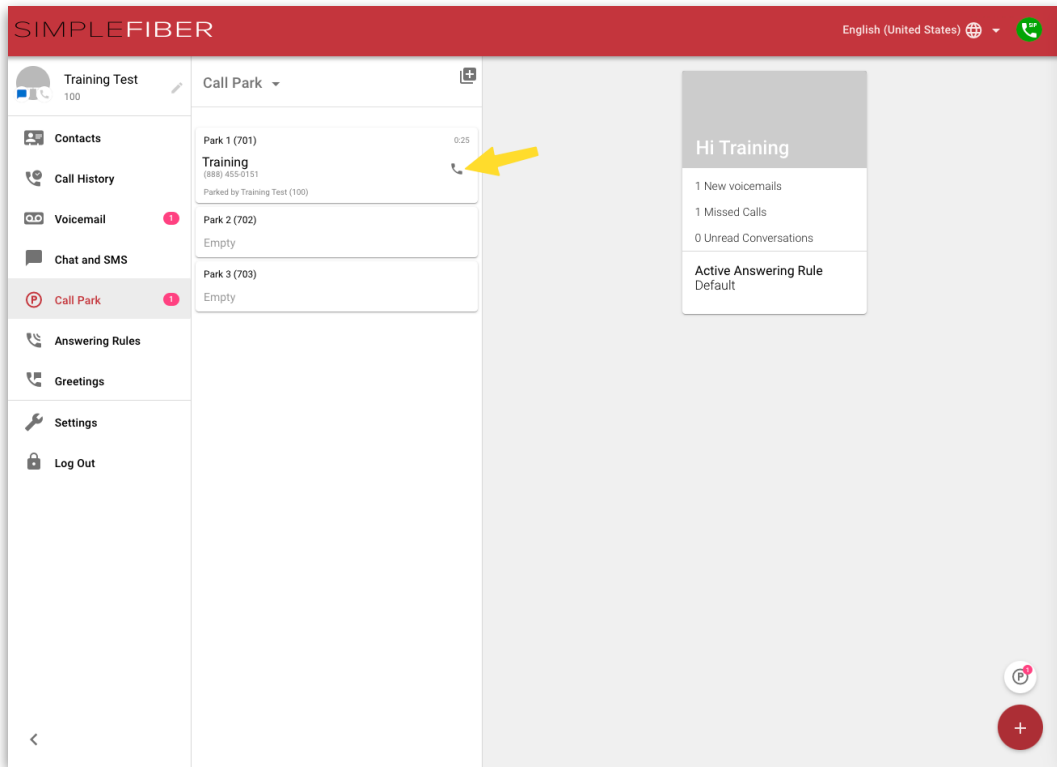 SIMPLEFIBER
English (United States)
SIP
Training Test
100
Contacts
Call History
Voicemail 1
Chat and SMS
Call Park 1
Answering Rules
Greetings
Settings
Log Out
Call Park
Park 1 (701) 0:25
Training
(888) 455-0151
Parked by Training Test (100)
Park 2 (702)
Empty
Park 3 (703)
Empty
Hi Training
1 New voicemails
1 Missed Calls
0 Unread Conversations
Active Answering Rule
Default
P 1